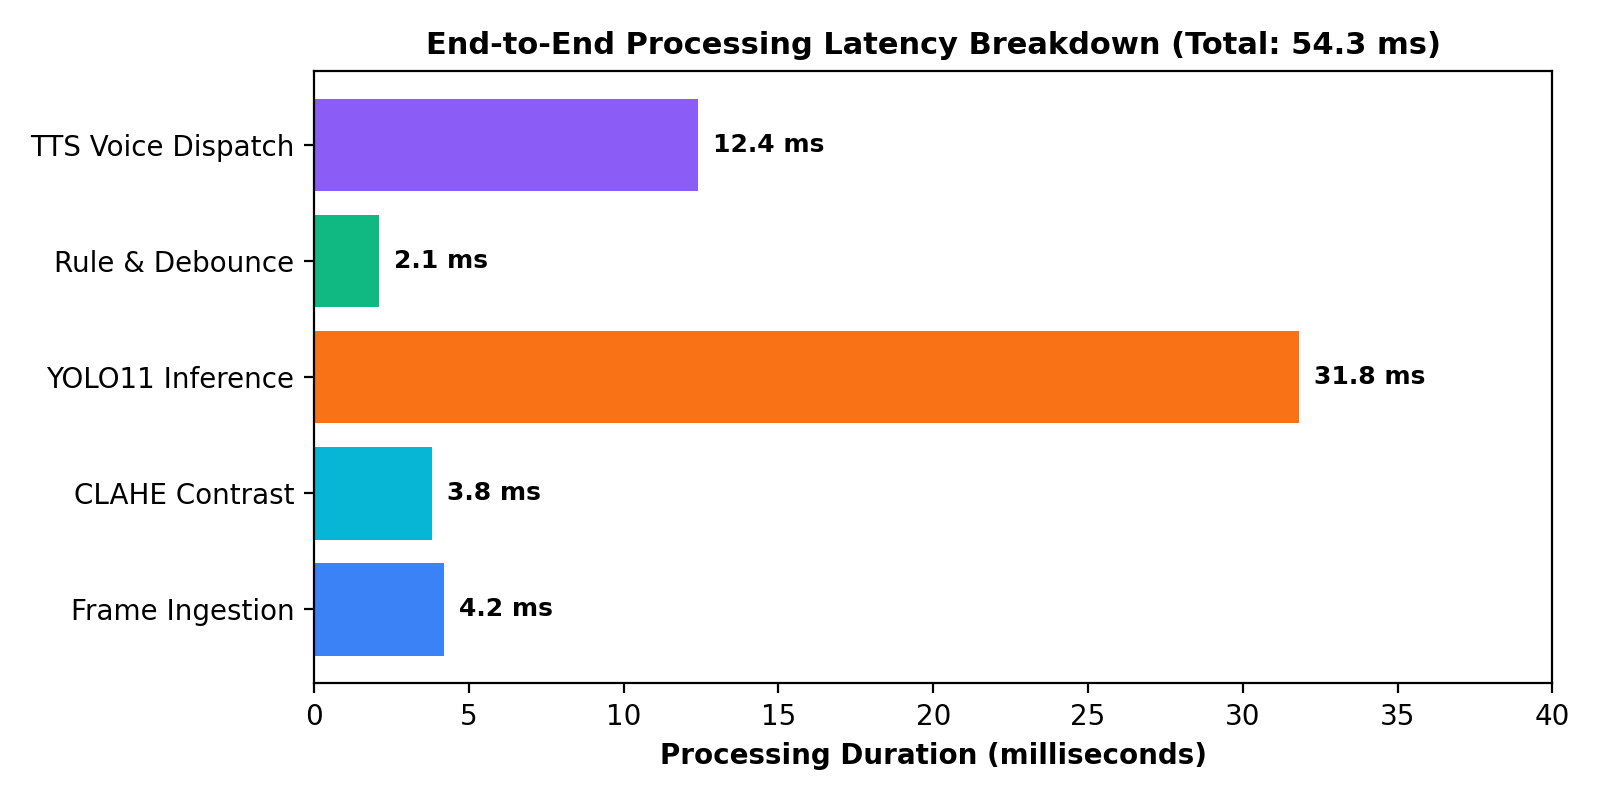 End-to-End Processing Latency Breakdown (Total: 54.3 ms)
TTS Voice Dispatch
12.4 ms
Rule & Debounce
2.1 ms
YOLO11 Inference
31.8 ms
CLAHE Contrast
3.8 ms
Frame Ingestion
4.2 ms
0 5 10 15 20 25 30 35 40
Processing Duration (milliseconds)